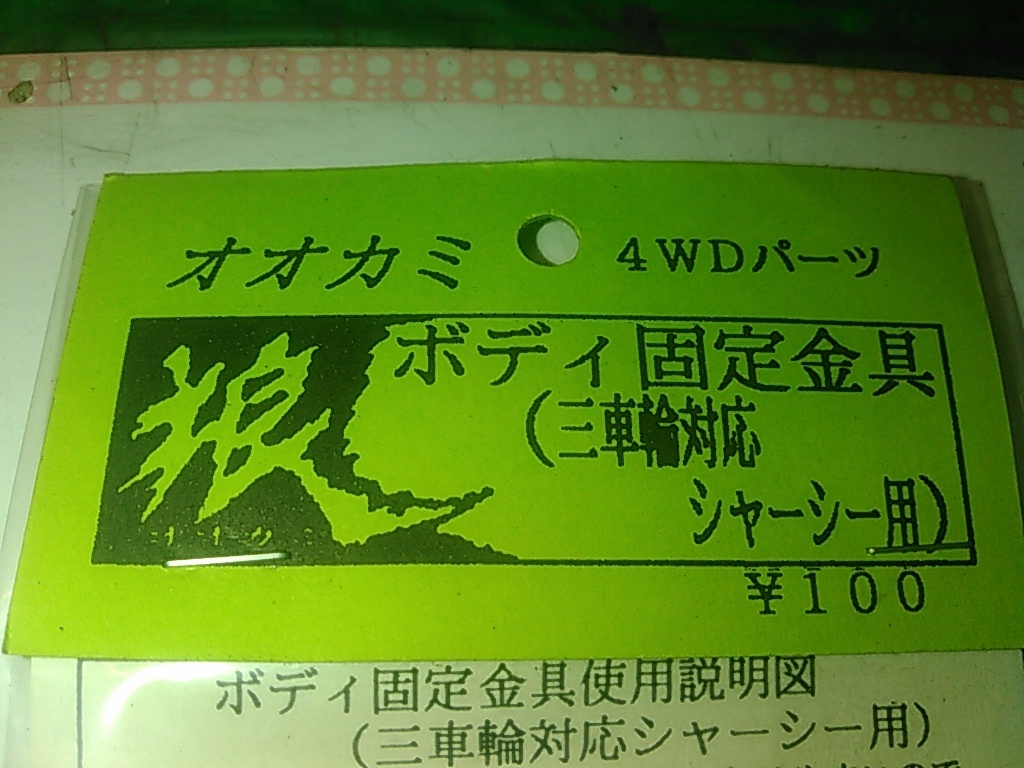 オオカミ 4WDパーツ
狼 ボディ固定金具
(三車輪対応
シャーシー用)
¥100
ボディ固定金具使用説明図
(三車輪対応シャーシー用)